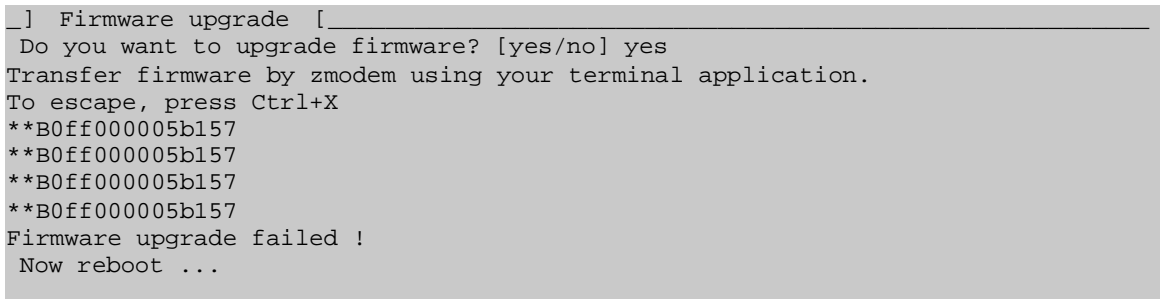 _] Firmware upgrade [__________________________________________________________
Do you want to upgrade firmware? [yes/no] yes
Transfer firmware by zmodem using your terminal application.
To escape, press Ctrl+X
**B0ff000005b157
**B0ff000005b157
**B0ff000005b157
**B0ff000005b157
Firmware upgrade failed !
Now reboot ...